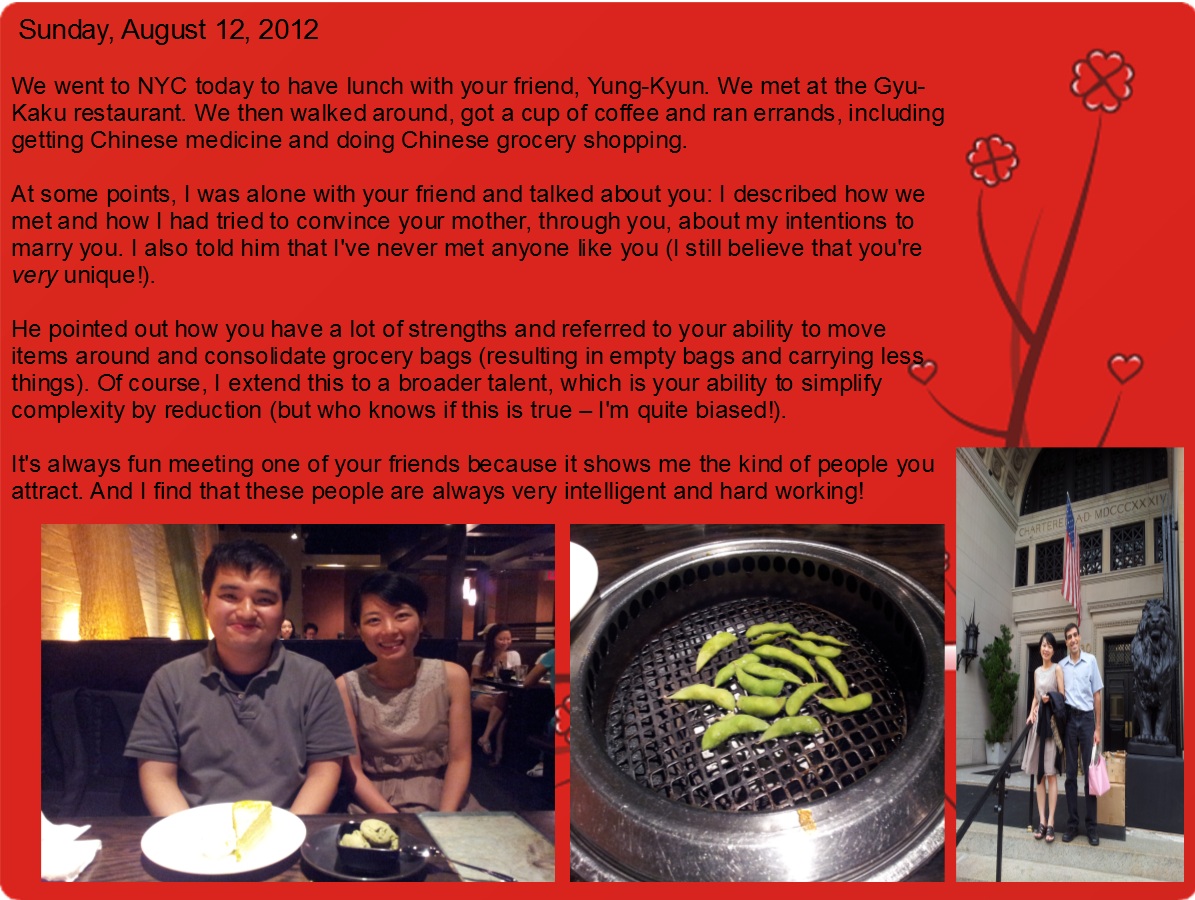 Sunday, August 12, 2012
We went to NYC today to have lunch with your friend, Yung-Kyun. We met at the Gyu-
Kaku restaurant. We then walked around, got a cup of coffee and ran errands, including
getting Chinese medicine and doing Chinese grocery shopping.
At some points, I was alone with your friend and talked about you: I described how we
met and how I had tried to convince your mother, through you, about my intentions to
marry you. I also told him that I've never met anyone like you (I still believe that you're
very unique!).
He pointed out how you have a lot of strengths and referred to your ability to move
items around and consolidate grocery bags (resulting in empty bags and carrying less
things). Of course, I extend this to a broader talent, which is your ability to simplify
complexity by reduction (but who knows if this is true – I'm quite biased!).
It's always fun meeting one of your friends because it shows me the kind of people you
attract. And I find that these people are always very intelligent and hard working!
CHARTERED AD MDCCCXXXIV